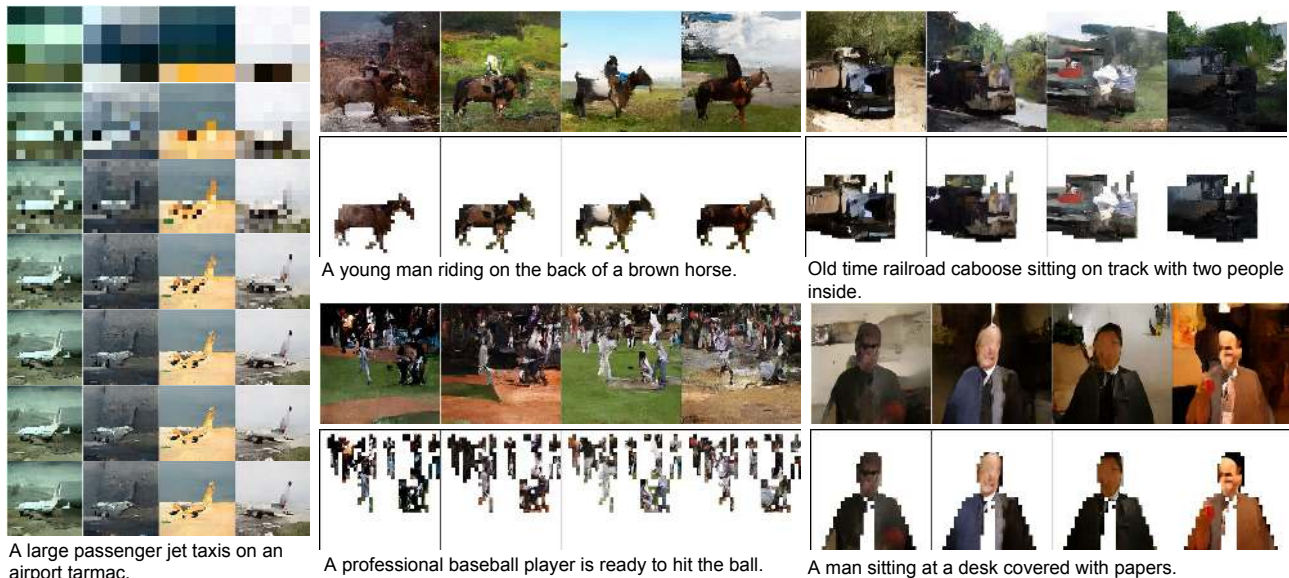 A young man riding on the back of a brown horse.
Old time railroad caboose sitting on track with two people
inside.
A large passenger jet taxis on an
airport tarmac.
A professional baseball player is ready to hit the ball.
A man sitting at a desk covered with papers.